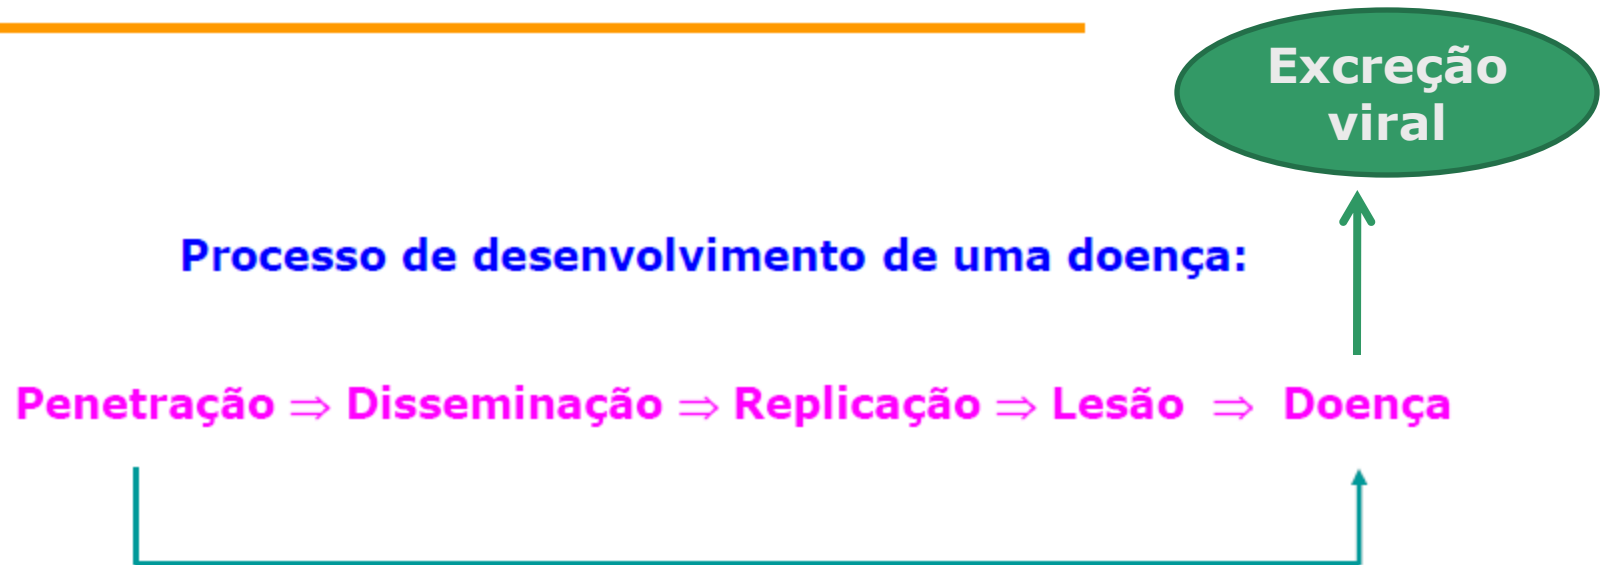 Excreção
viral
Processo de desenvolvimento de uma doença:
Penetração ⇒ Disseminação ⇒ Replicação ⇒ Lesão ⇒ Doença